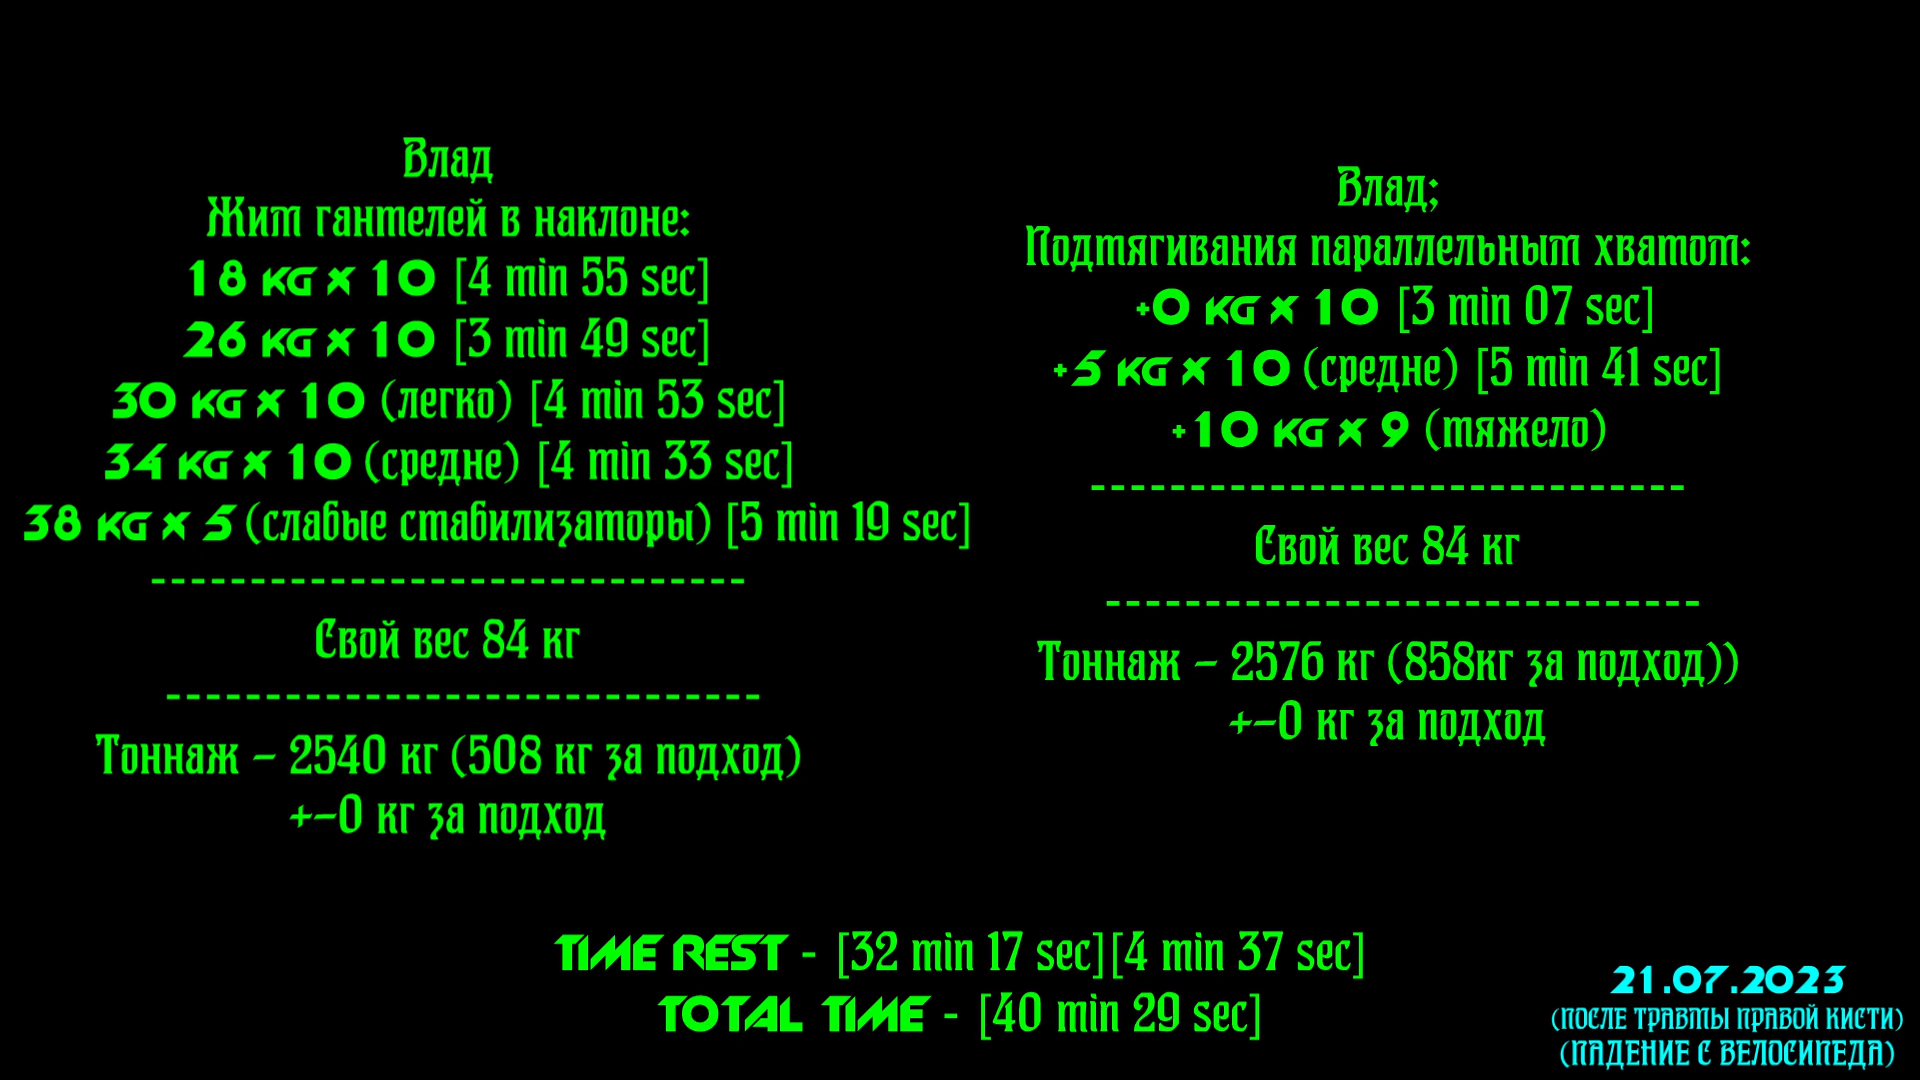 Влад
Жим гантелей в наклоне:
18 kg x 10 [4 min 55 sec]
26 kg x 10 [3 min 49 sec]
30 kg x 10 (легко) [4 min 53 sec]
34 kg x 10 (средне) [4 min 33 sec]
38 kg x 5 (слабые стабилизаторы) [5 min 19 sec]
------------------------------
Свой вес 84 кг
------------------------------
Тоннаж – 2540 кг (508 кг за подход)
+-0 кг за подход
Влад;
Подтягивания параллельным хватом:
+0 kg x 10 [3 min 07 sec]
+5 kg x 10 (средне) [5 min 41 sec]
+10 kg x 9 (тяжело)
------------------------------
Свой вес 84 кг
------------------------------
Тоннаж – 2576 кг (858кг за подход))
+-0 кг за подход
TIME REST - [32 min 17 sec][4 min 37 sec]
TOTAL TIME - [40 min 29 sec]
21.07.2023
(ПОСЛЕ ТРАВМЫ ПРАВОЙ КИСТИ)
(ПАДЕНИЕ С ВЕЛОСИПЕДА)